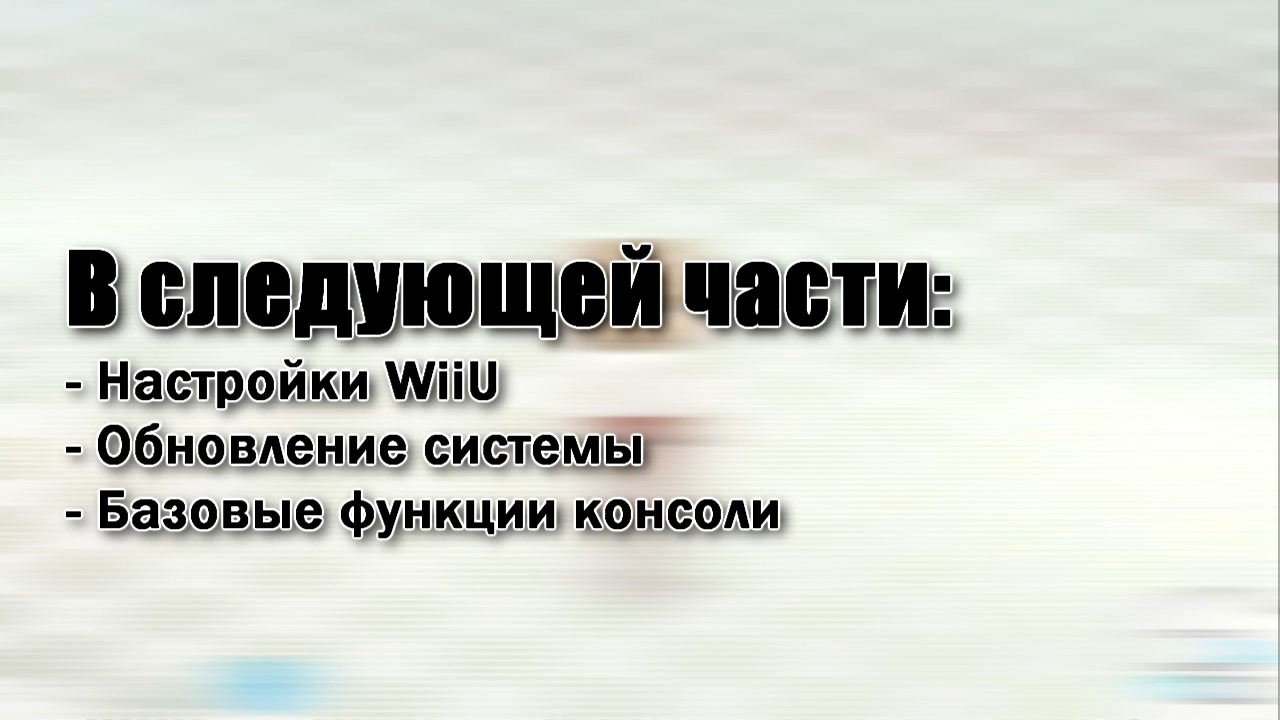 В следующей части:
- Настройки WiiU
- Обновление системы
- Базовые функции консоли